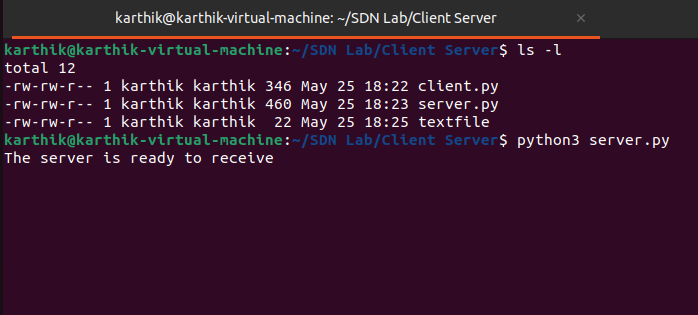 karthik@karthik-virtual-machine: ~/SDN Lab/Client Server
karthik@karthik-virtual-machine:~/SDN Lab/Client Server$ ls -l
total 12
-rw-rw-r-- 1 karthik karthik 346 May 25 18:22 client.py
-rw-rw-r-- 1 karthik karthik 460 May 25 18:23 server.py
-rw-rw-r-- 1 karthik karthik  22 May 25 18:25 textfile
karthik@karthik-virtual-machine:~/SDN Lab/Client Server$ python3 server.py
The server is ready to receive